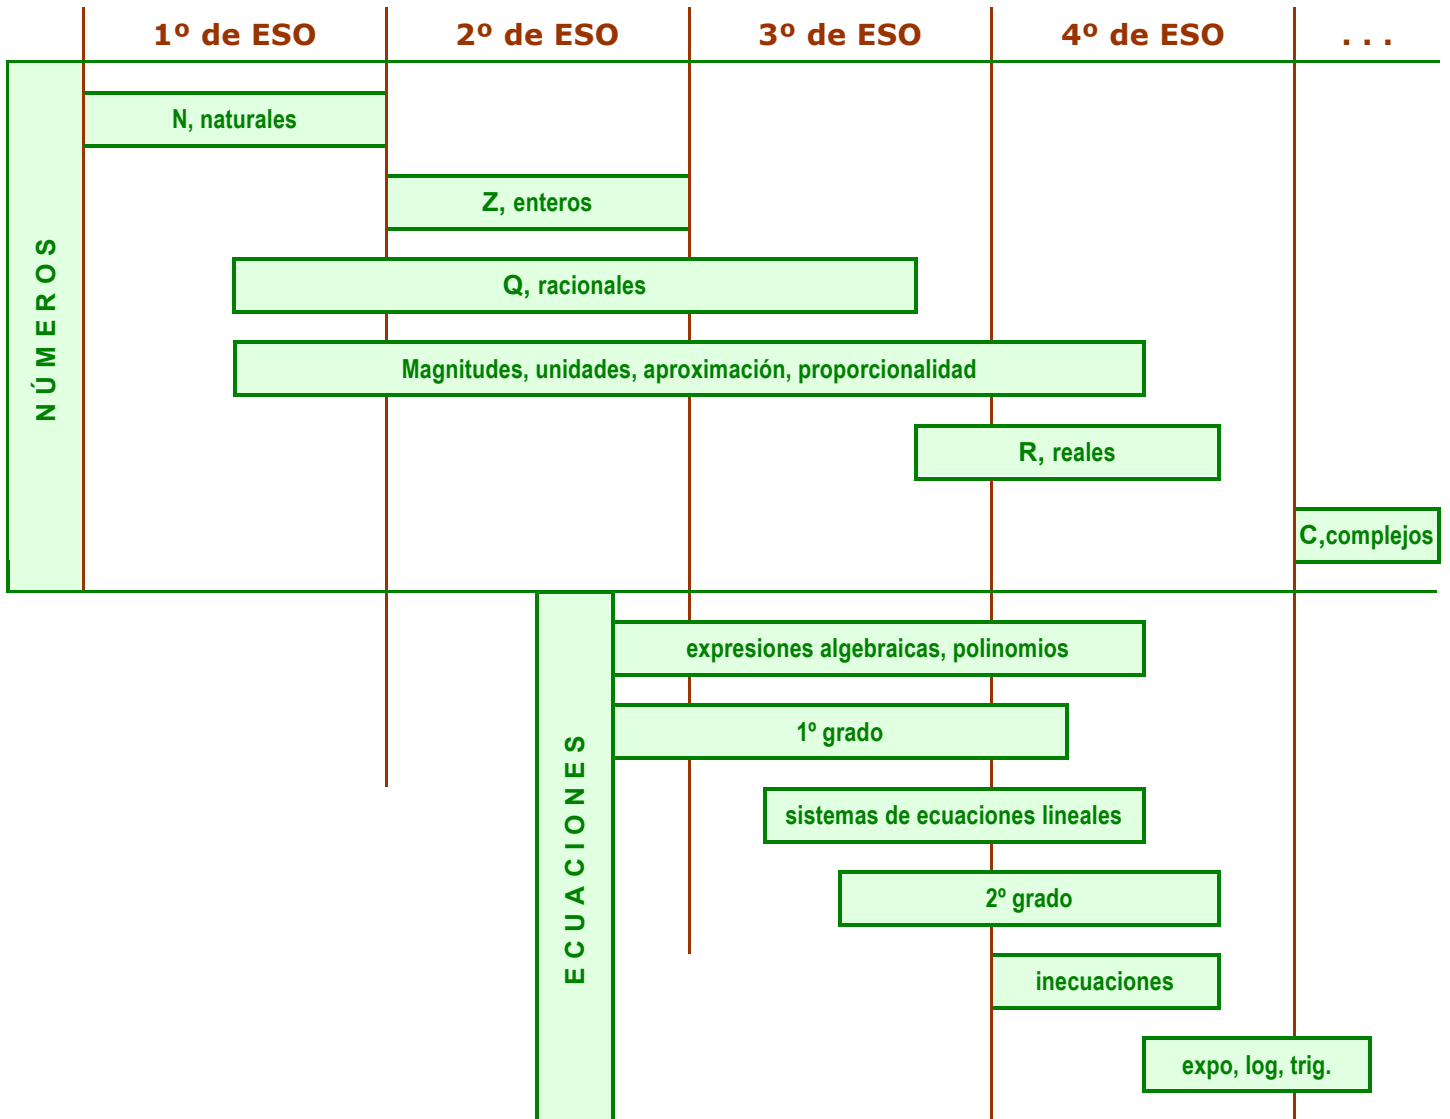 1º de ESO
2º de ESO
3º de ESO
4º de ESO
. . .
NÚMEROS
N, naturales
Z, enteros
Q, racionales
Magnitudes, unidades, aproximación, proporcionalidad
R, reales
C,complejos
ECUACIONES
expresiones algebraicas, polinomios
1º grado
sistemas de ecuaciones lineales
2º grado
inecuaciones
expo, log, trig.